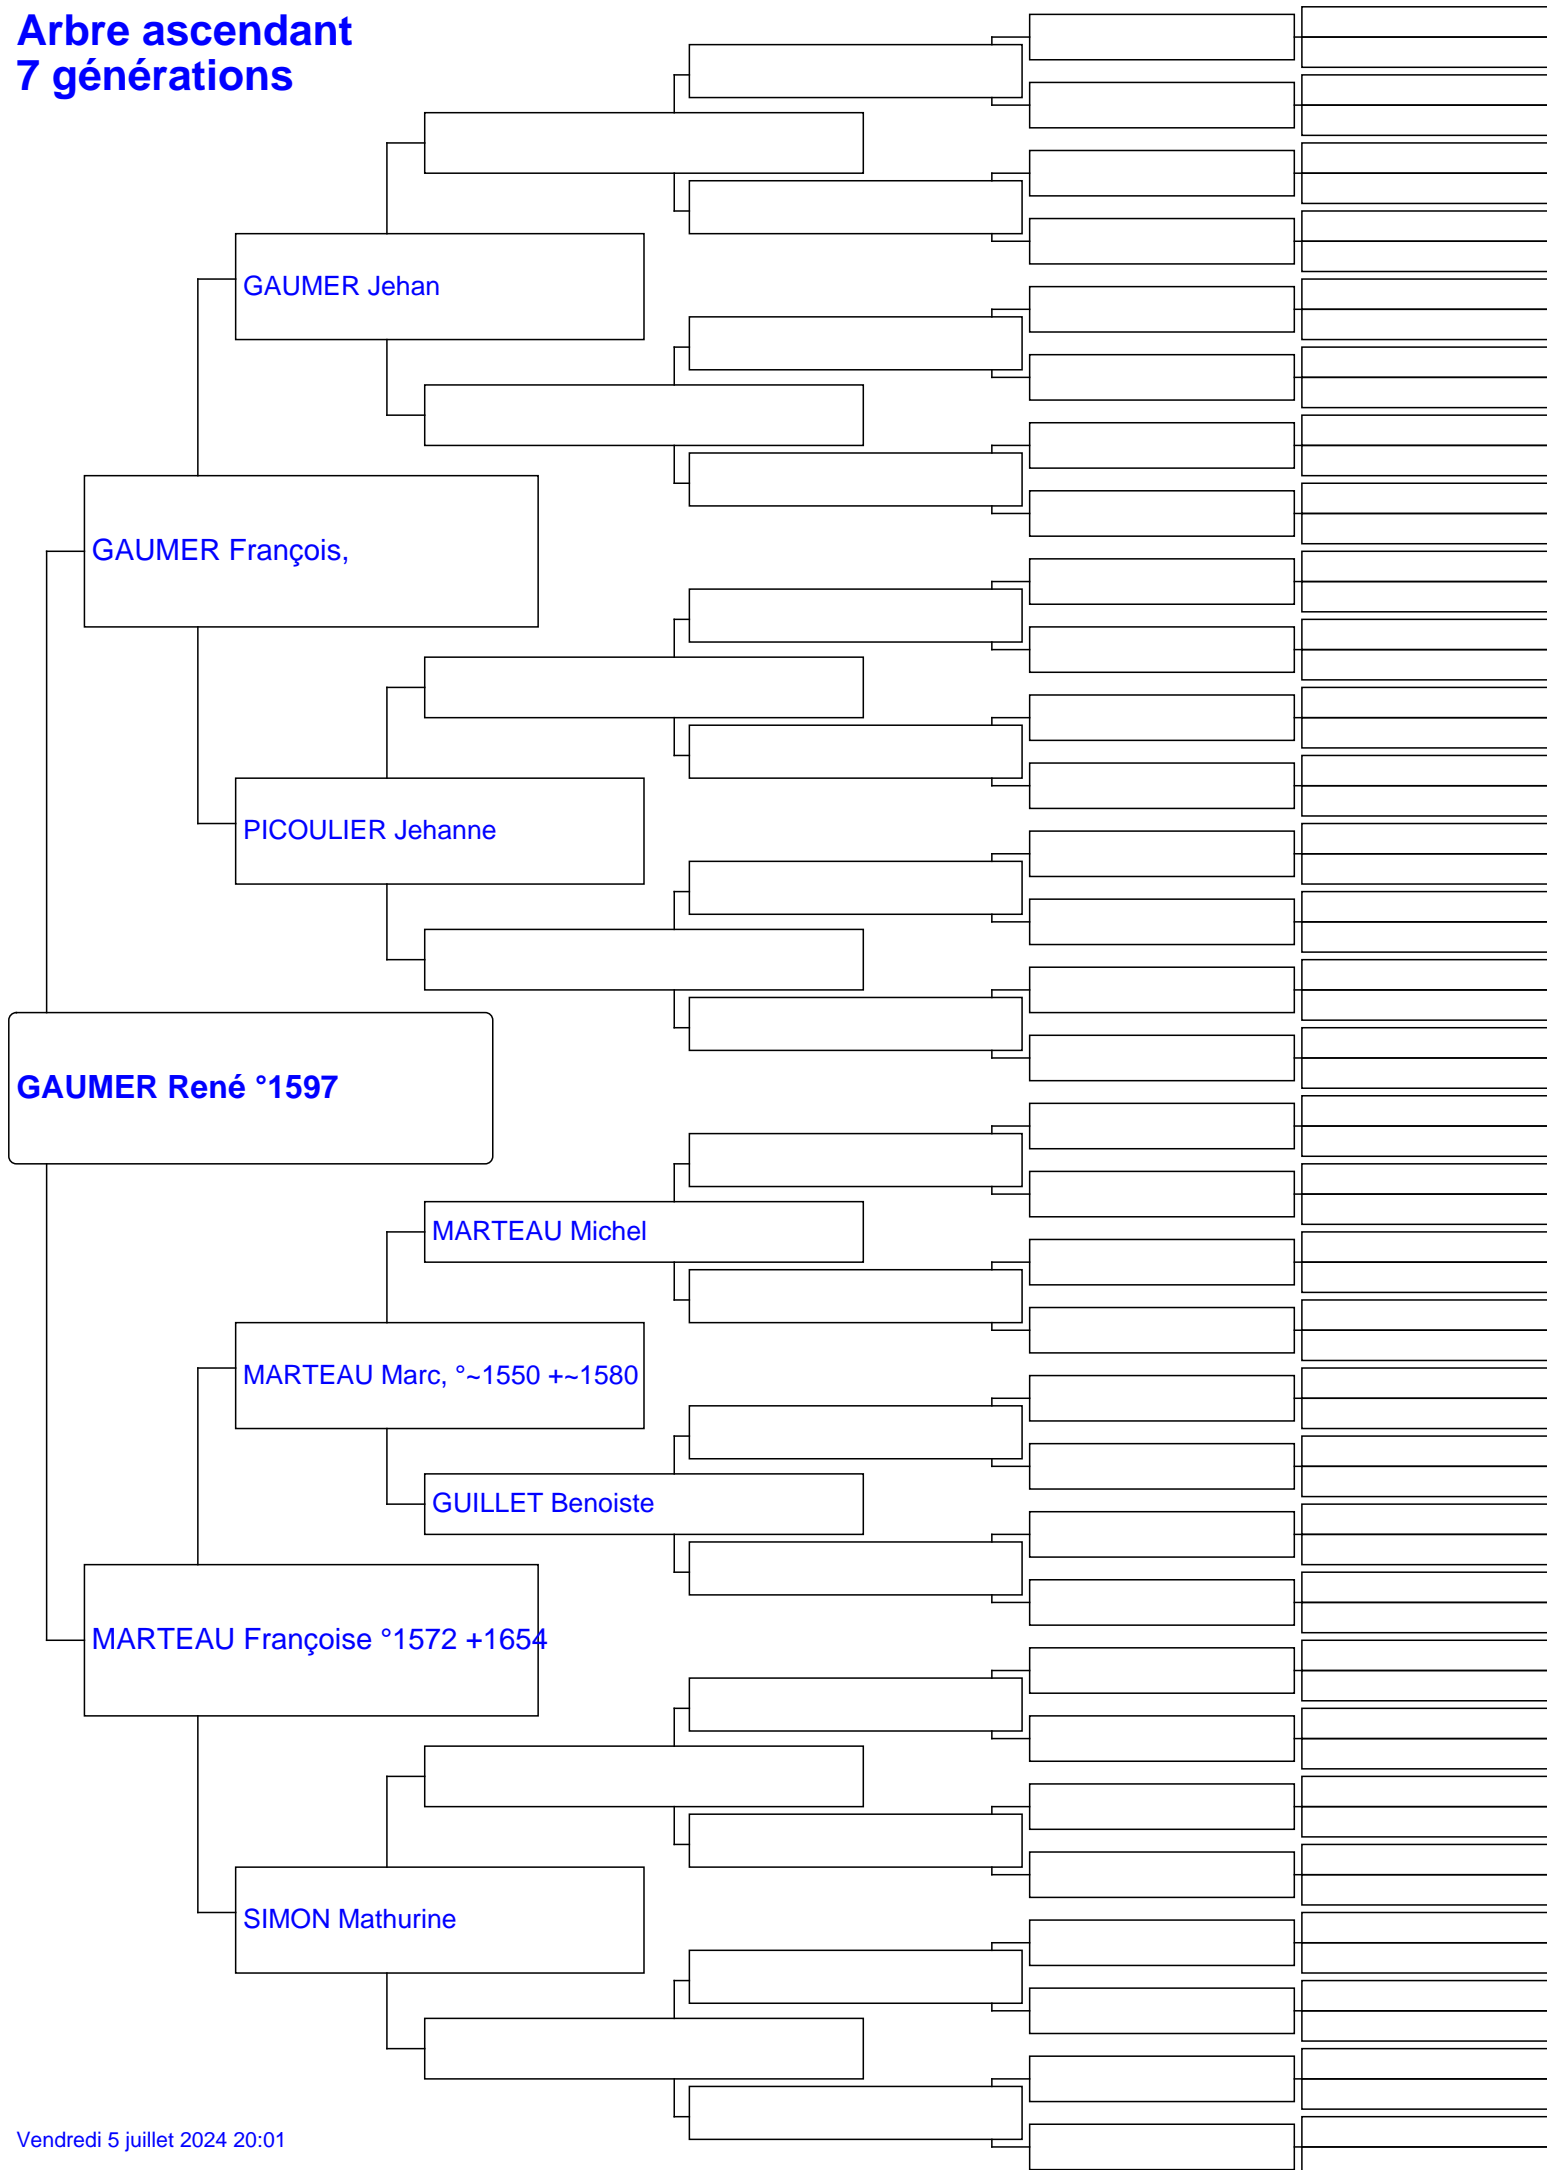 Arbre ascendant
7 générations
GAUMER Jehan
GAUMER François,
PICOULIER Jehanne
GAUMER René °1597
MARTEAU Michel
MARTEAU Marc, °~1550 +~1580
GUILLET Benoiste
MARTEAU Françoise °1572 +1654
SIMON Mathurine
Vendredi 5 juillet 2024 20:01